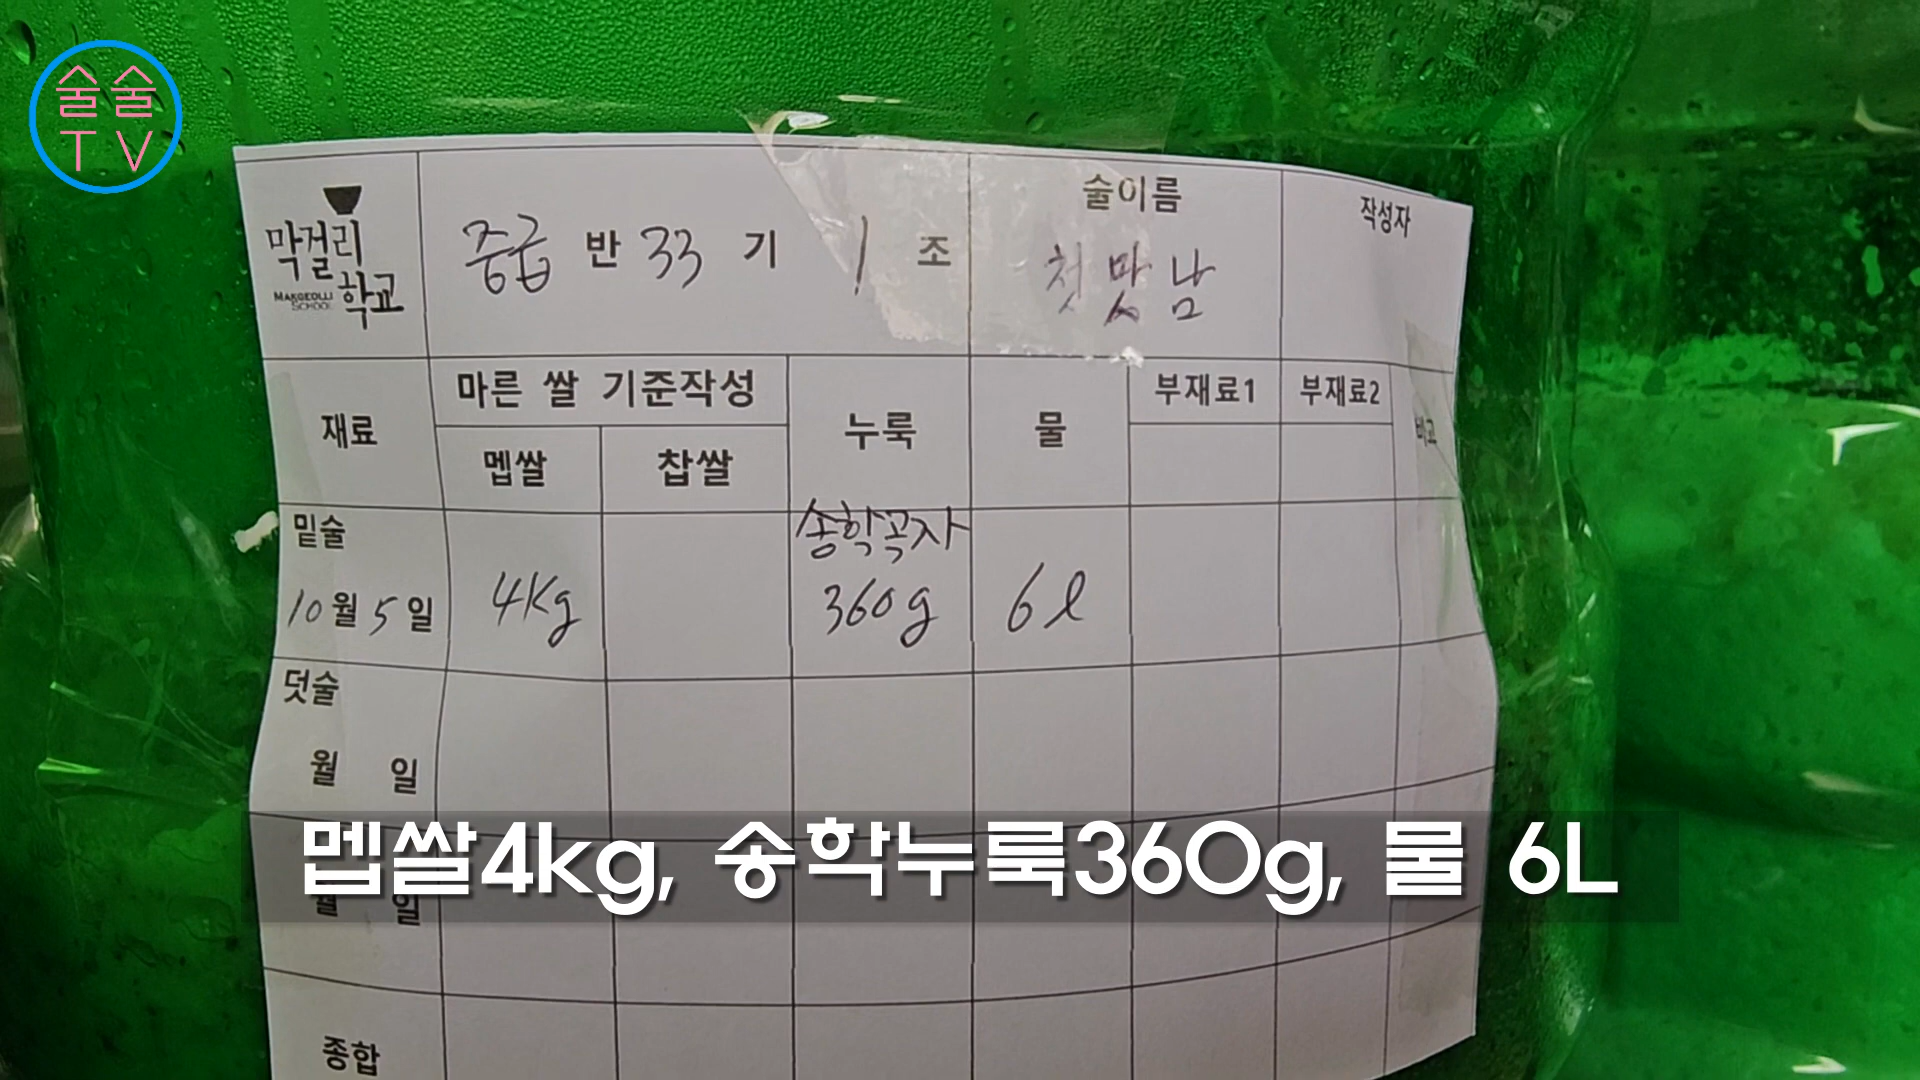 술술
TV
막걸리
학교
MAKGEOLLI
SCHOOL
중급 반 33 기 1 조
술이름
첫맛남
작성자
재료
마른 쌀 기준작성
멥쌀
찹쌀
누룩
물
부재료1
부재료2
비고
밑술
10월 5일
4Kg
송학곡자
360g
6l
덧술
월 일
월 일
종합
멥쌀4kg, 송학누룩360g, 물 6L